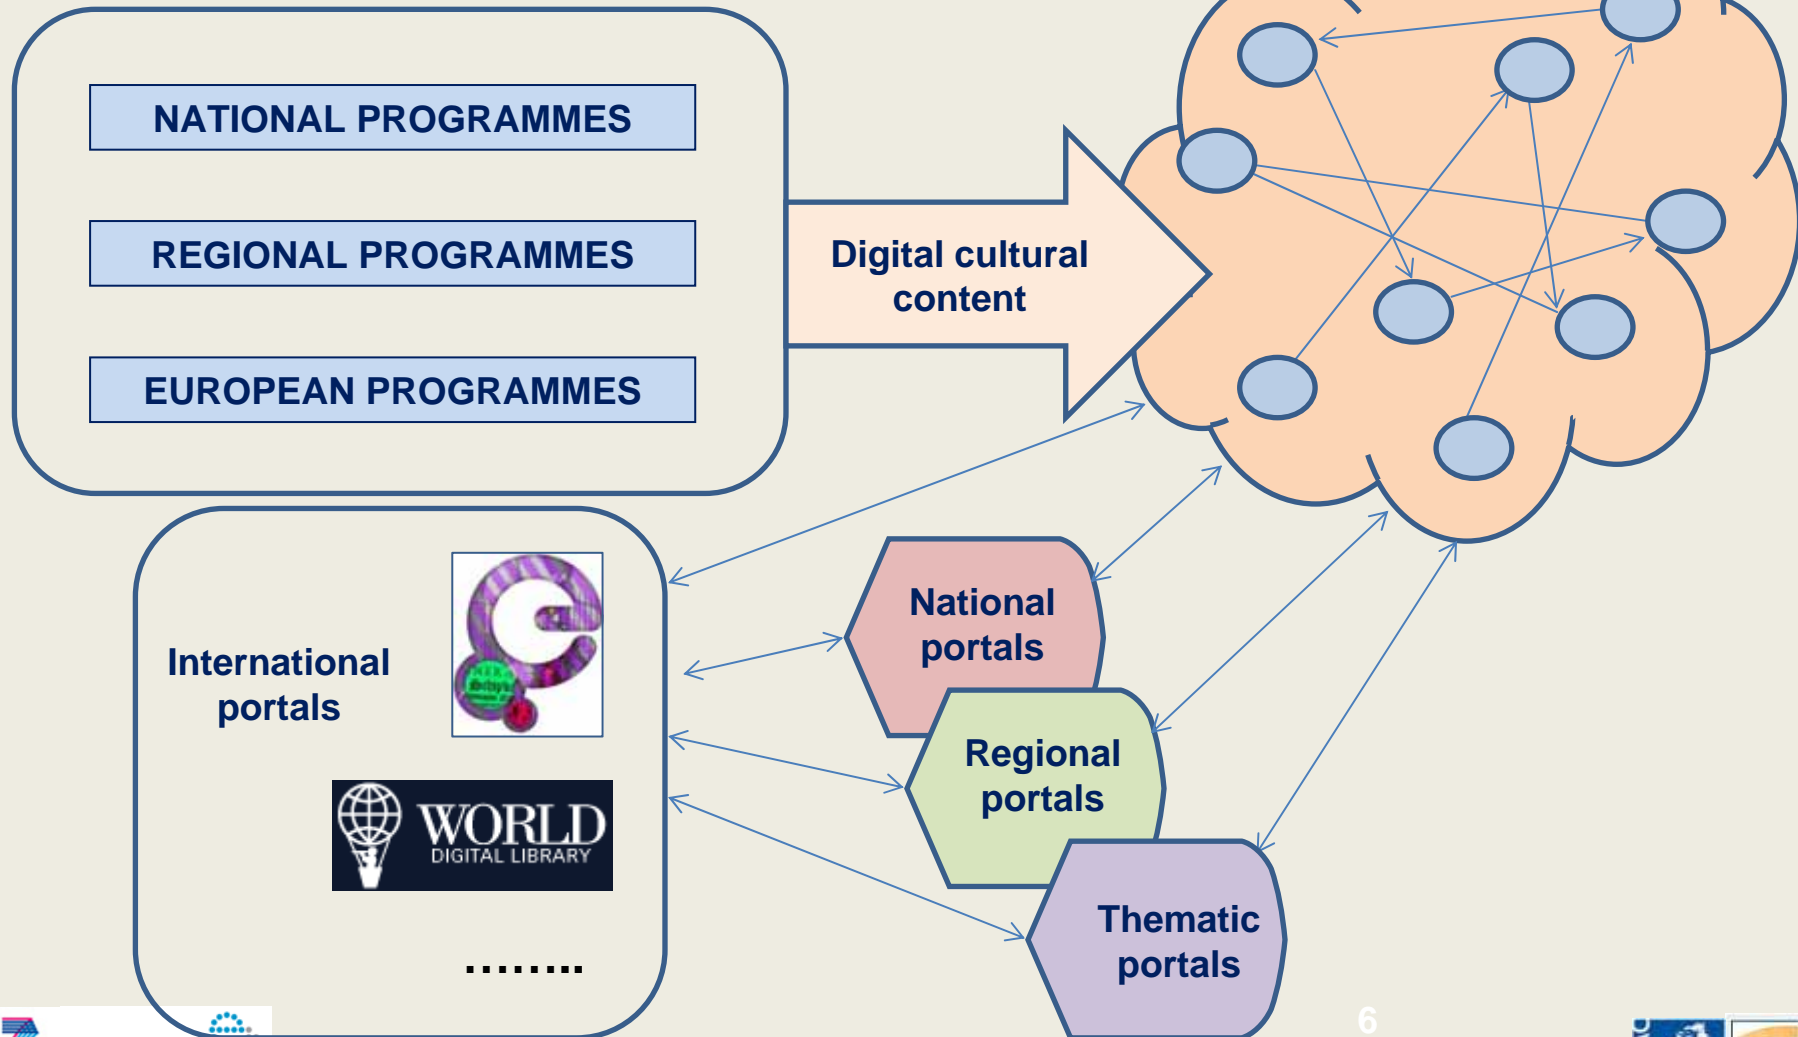 NATIONAL PROGRAMMES
REGIONAL PROGRAMMES
EUROPEAN PROGRAMMES
Digital cultural
content
International
portals
WORLD
DIGITAL LIBRARY
……..
National
portals
Regional
portals
Thematic
portals
6